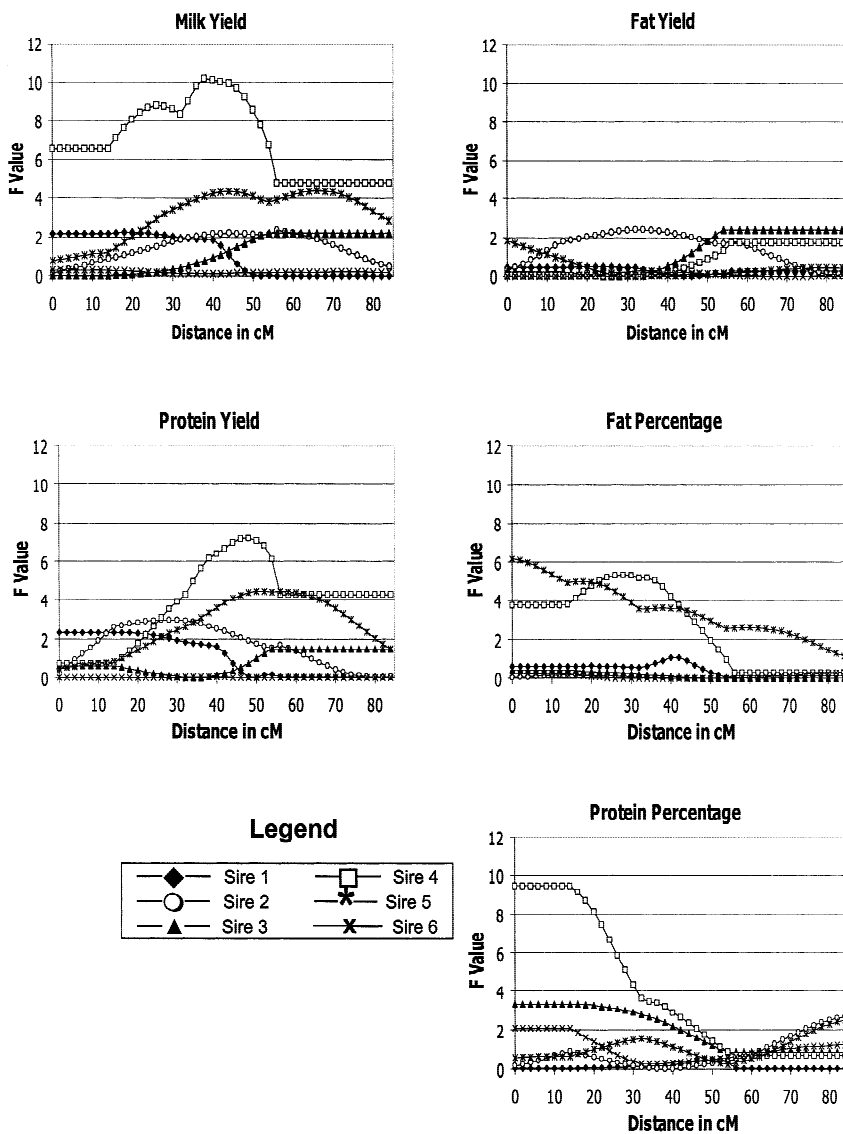 Milk Yield
12
10
8
6
4
2
0
F Value
0 10 20 30 40 50 60 70 80
Distance in cM
Fat Yield
12
10
8
6
4
2
0
F Value
0 10 20 30 40 50 60 70 80
Distance in cM
Protein Yield
12
10
8
6
4
2
0
F Value
0 10 20 30 40 50 60 70 80
Distance in cM
Fat Percentage
12
10
8
6
4
2
0
F Value
0 10 20 30 40 50 60 70 80
Distance in cM
Legend
Sire 1
Sire 2
Sire 3
Sire 4
Sire 5
Sire 6
Protein Percentage
12
10
8
6
4
2
0
F Value
0 10 20 30 40 50 60 70 80
Distance in cM